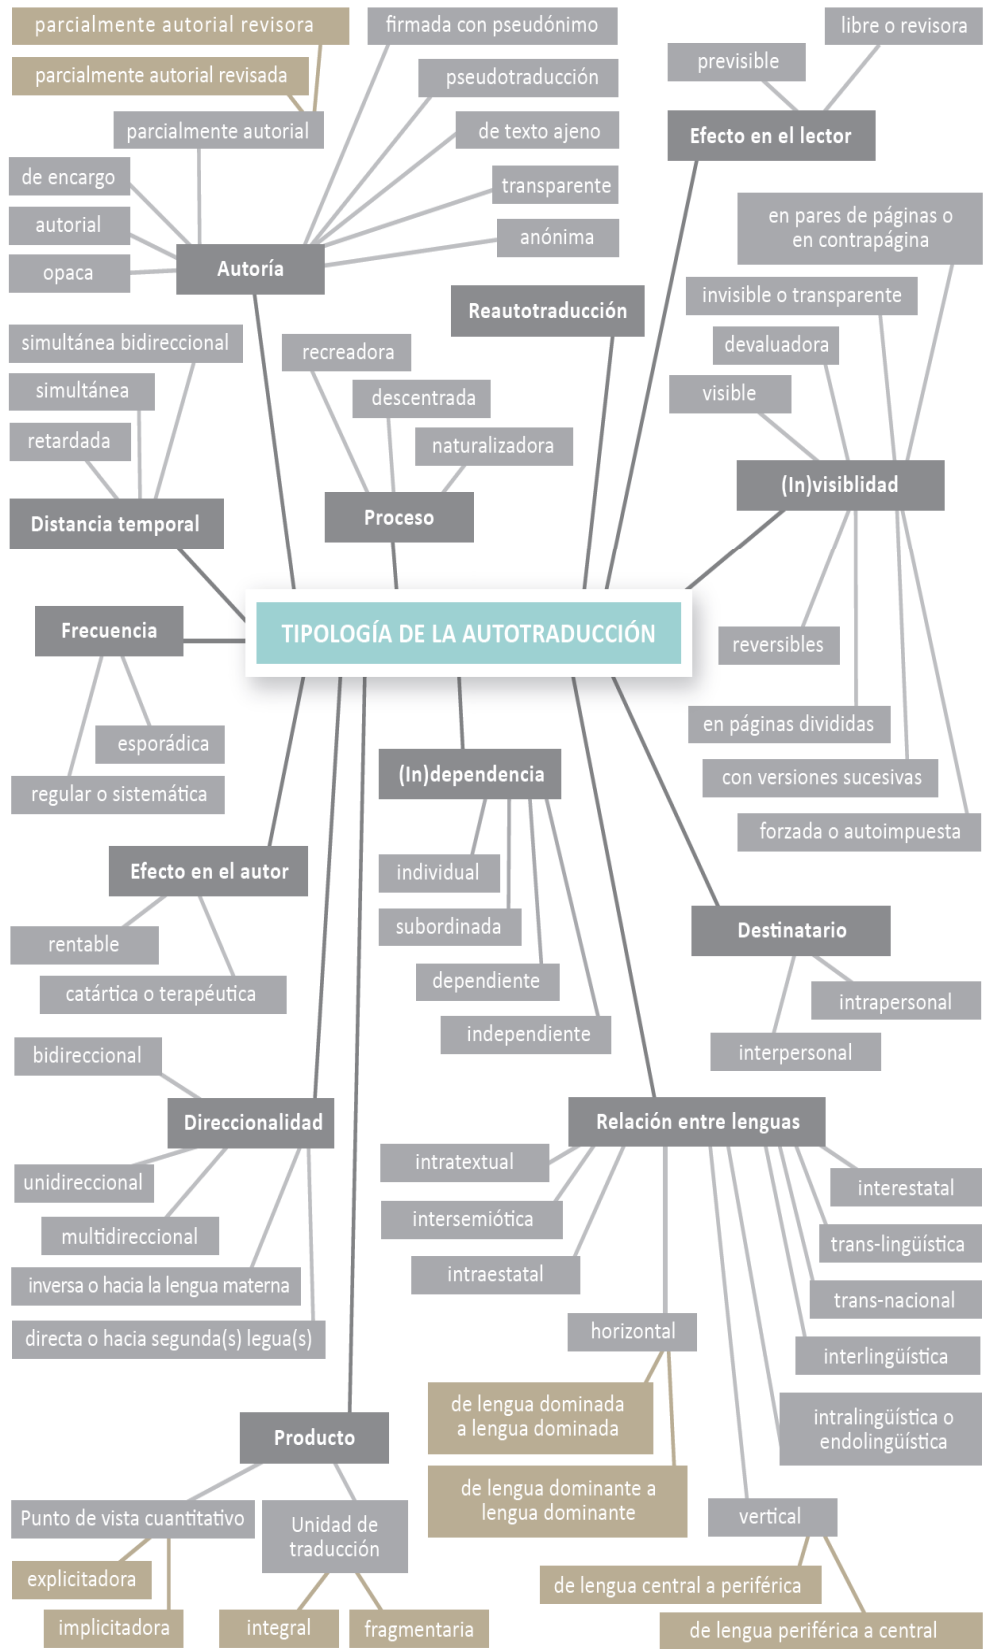 parcialmente autorial revisora
parcialmente autorial revisada
parcialmente autorial
de encargo
autorial
opaca
firmada con pseudónimo
pseudotraducción
de texto ajeno
transparente
anónima
Autoría
libre o revisora
previsible
Efecto en el lector
Reautotraducción
en pares de páginas o
en contrapágina
invisible o transparente
devaluadora
visible
(In)visiblidad
reversibles
en páginas divididas
con versiones sucesivas
forzada o autoimpuesta
simultánea bidireccional
simultánea
retardada
Distancia temporal
recreadora
descentrada
naturalizadora
Proceso
TIPOLOGÍA DE LA AUTOTRADUCCIÓN
Frecuencia
esporádica
regular o sistemática
Efecto en el autor
rentable
catártica o terapéutica
(In)dependencia
individual
subordinada
dependiente
independiente
Destinatario
intrapersonal
interpersonal
bidireccional
Direccionalidad
unidireccional
multidireccional
inversa o hacia la lengua materna
directa o hacia segunda(s) legua(s)
Relación entre lenguas
intratextual
intersemiótica
intraestatal
horizontal
de lengua dominada
a lengua dominada
de lengua dominante a
lengua dominante
interestatal
trans-lingüística
trans-nacional
interlingüística
intralingüística o
endolingüística
vertical
de lengua central a periférica
de lengua periférica a central
Producto
Punto de vista cuantitativo
explicitadora
implicitadora
Unidad de
traducción
integral
fragmentaria